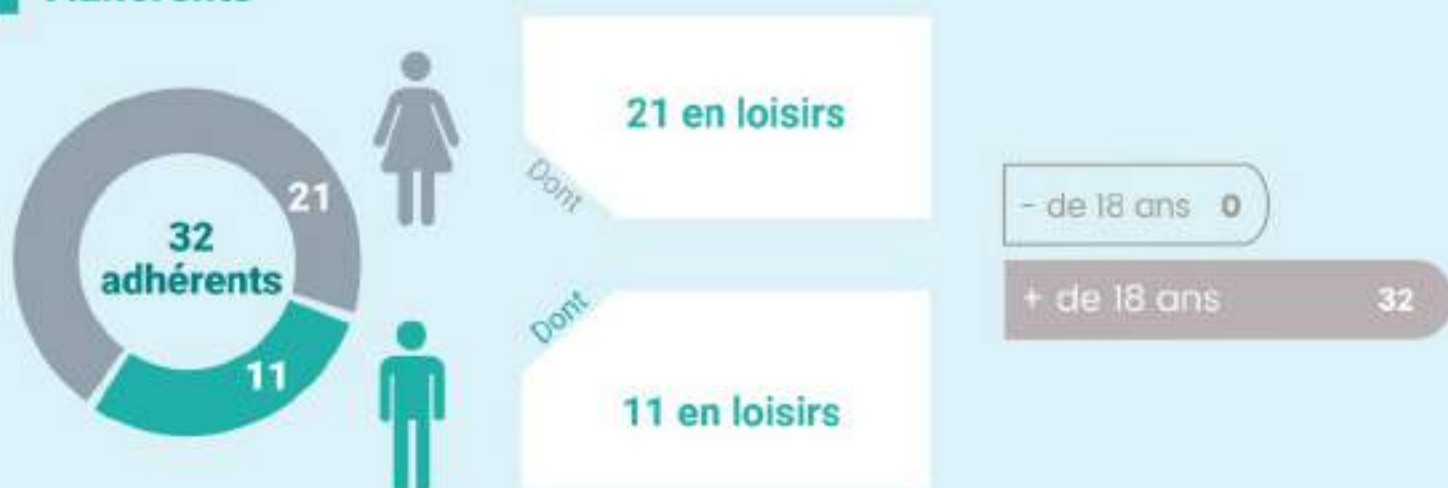 21
32
adhérents
11
Dont
21 en loisirs
Dont
11 en loisirs
- de 18 ans 0
+ de 18 ans 32